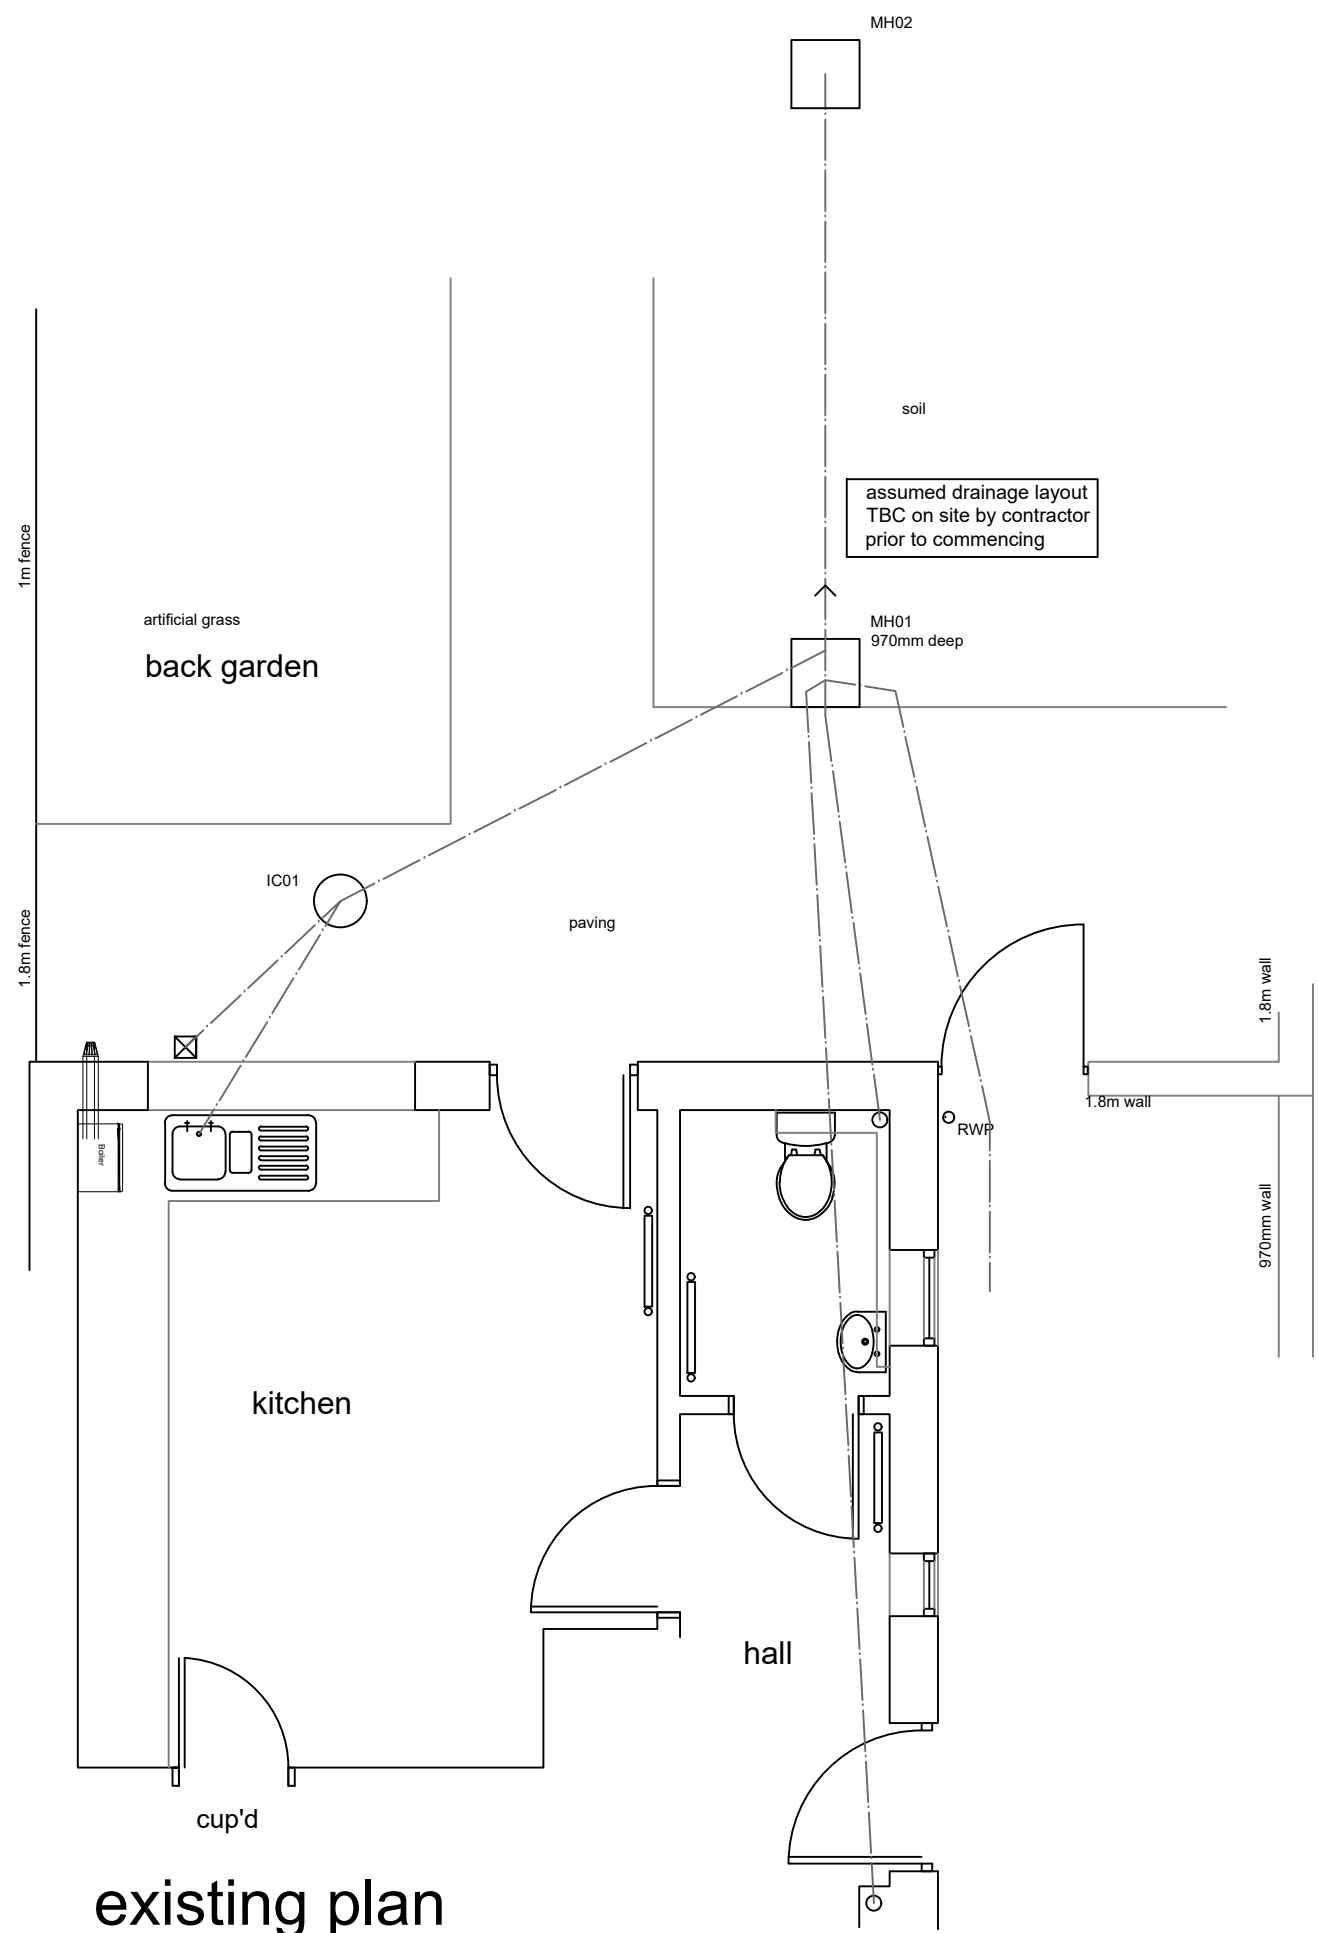 MH02
soil
assumed drainage layout
TBC on site by contractor
prior to commencing
1m fence
artificial grass
back garden
MH01
970mm deep
IC01
paving
1.8m fence
1.8m wall
1.8m wall
RWP
Boiler
970mm wall
kitchen
hall
cup'd
existing plan